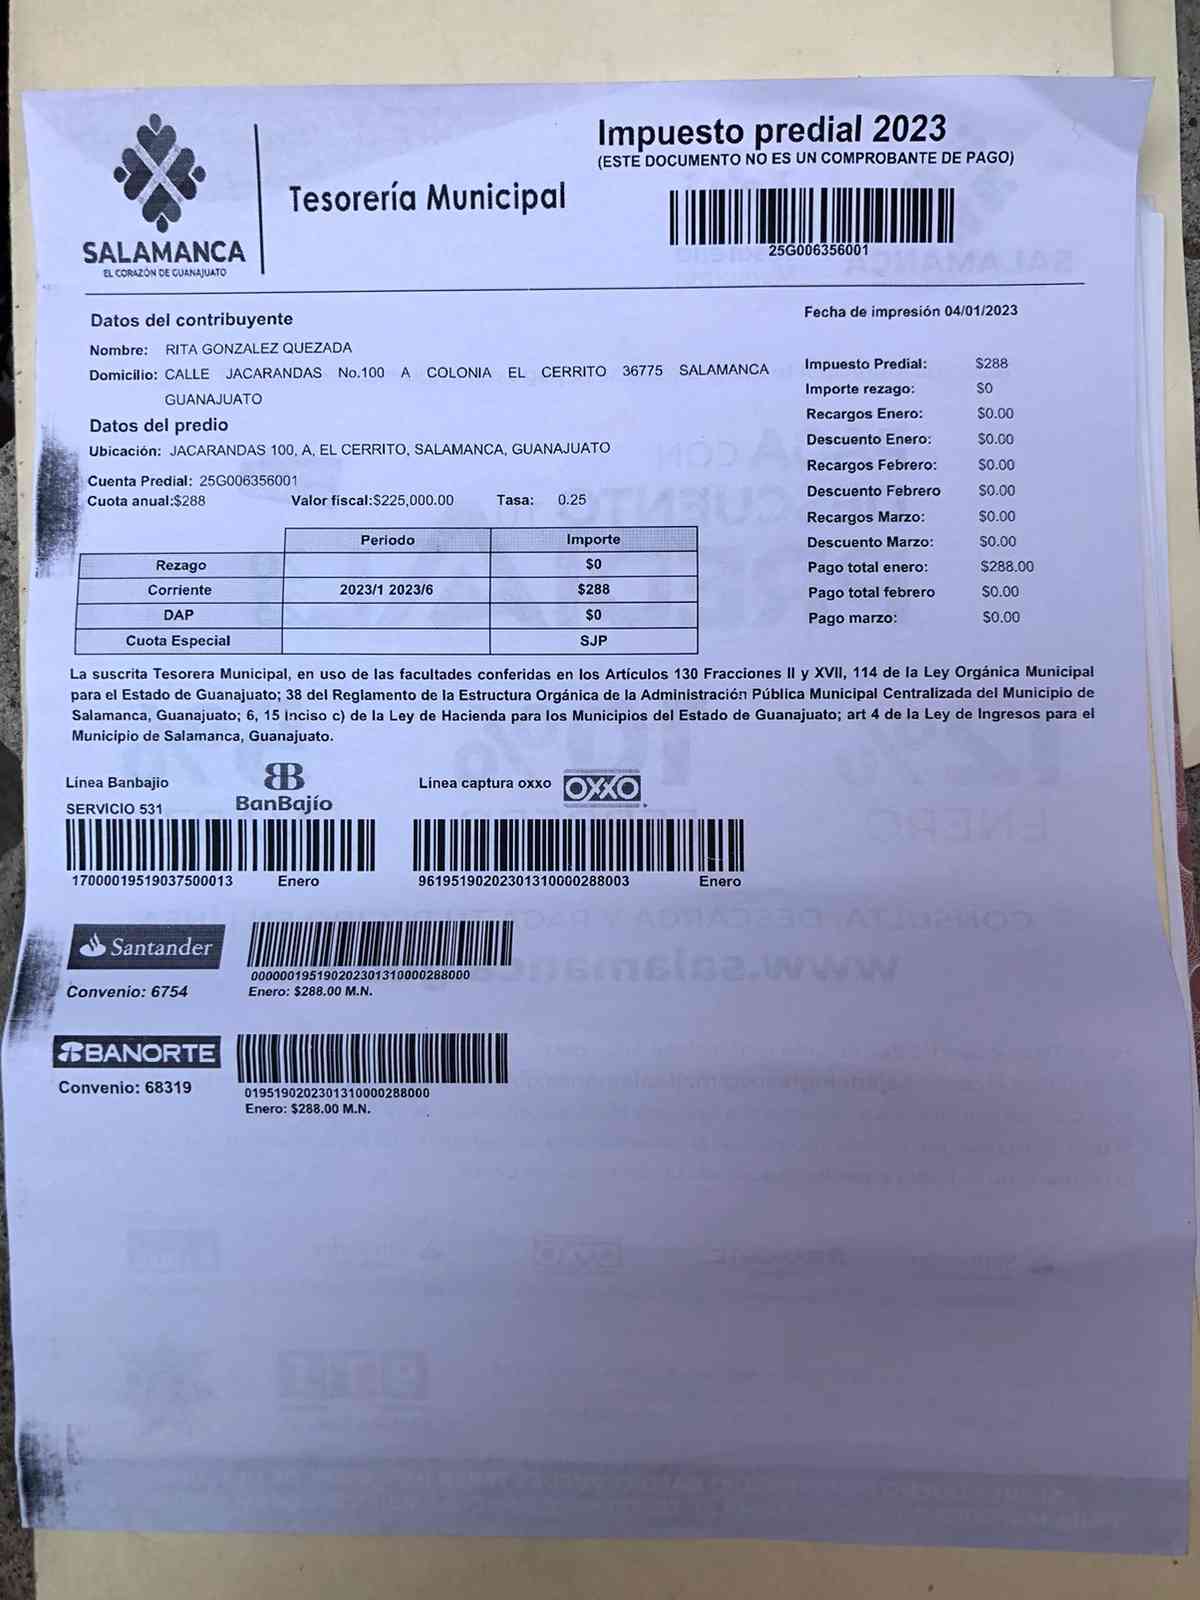 SALAMANCA
EL CORAZÓN DE GUANAJUATO
Tesorería Municipal
Impuesto predial 2023
(ESTE DOCUMENTO NO ES UN COMPROBANTE DE PAGO)
25G006356001
Datos del contribuyente
Nombre: RITA GONZALEZ QUEZADA
Domicilio: CALLE JACARANDAS No.100 A COLONIA EL CERRITO 36775 SALAMANCA
GUANAJUATO
Datos del predio
Ubicación: JACARANDAS 100, A, EL CERRITO, SALAMANCA, GUANAJUATO
Cuenta Predial: 25G006356001
Cuota anual:$288 Valor fiscal:$225,000.00 Tasa: 0.25
Periodo Importe
Rezago $0
Corriente 2023/1 2023/6 $288
DAP $0
Cuota Especial SJP
Fecha de impresión 04/01/2023
Impuesto Predial: $288
Importe rezago: $0
Recargos Enero: $0.00
Descuento Enero: $0.00
Recargos Febrero: $0.00
Descuento Febrero $0.00
Recargos Marzo: $0.00
Descuento Marzo: $0.00
Pago total enero: $288.00
Pago total febrero $0.00
Pago marzo: $0.00
La suscrita Tesorera Municipal, en uso de las facultades conferidas en los Artículos 130 Fracciones II y XVII, 114 de la Ley Orgánica Municipal
para el Estado de Guanajuato; 38 del Reglamento de la Estructura Orgánica de la Administración Pública Municipal Centralizada del Municipio de
Salamanca, Guanajuato; 6, 15 Inciso c) de la Ley de Hacienda para los Municipios del Estado de Guanajuato; art 4 de la Ley de Ingresos para el
Municipio de Salamanca, Guanajuato.
Línea Banbajio
SERVICIO 531
BanBajío
17000019519037500013 Enero
Línea captura oxxo OXXO
96195190202301310000288003 Enero
Santander
Convenio: 6754
0000001951902023013100​00288000
Enero: $288.00 M.N.
BANORTE
Convenio: 68319
0195190202301310000288000
Enero: $288.00 M.N.